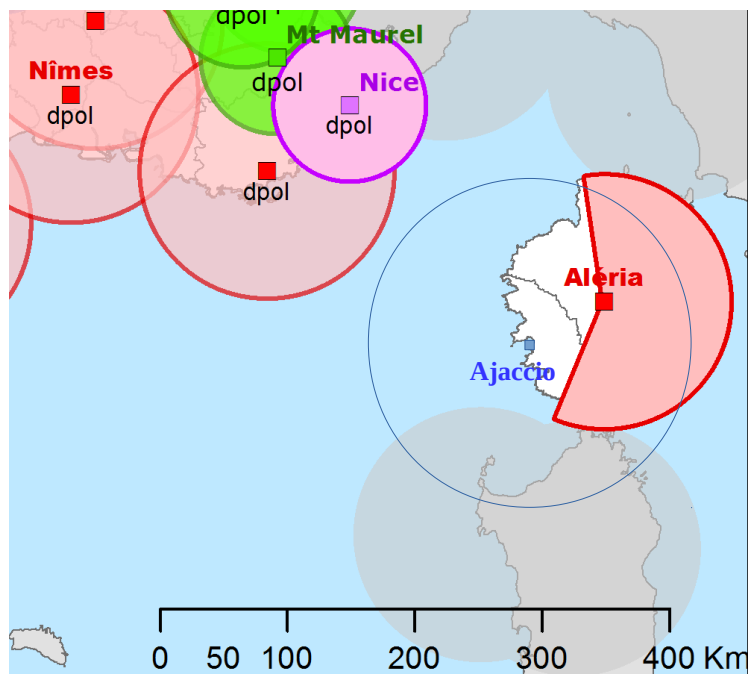 dpol
Mt Maurel
Nîmes
dpol
Nice
dpol
dpol
dpol
Aléria
Ajaccio
0 50 100 200 300 400 Km